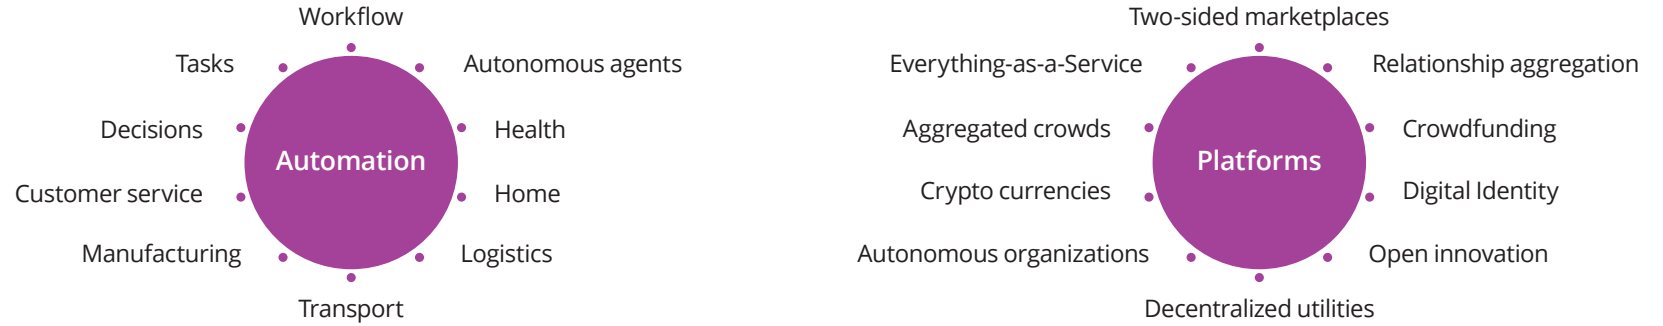 Workflow
Tasks
Autonomous agents
Decisions
Health
Automation
Customer service
Home
Manufacturing
Logistics
Transport
Two-sided marketplaces
Everything-as-a-Service
Relationship aggregation
Aggregated crowds
Crowdfunding
Platforms
Crypto currencies
Digital Identity
Autonomous organizations
Open innovation
Decentralized utilities